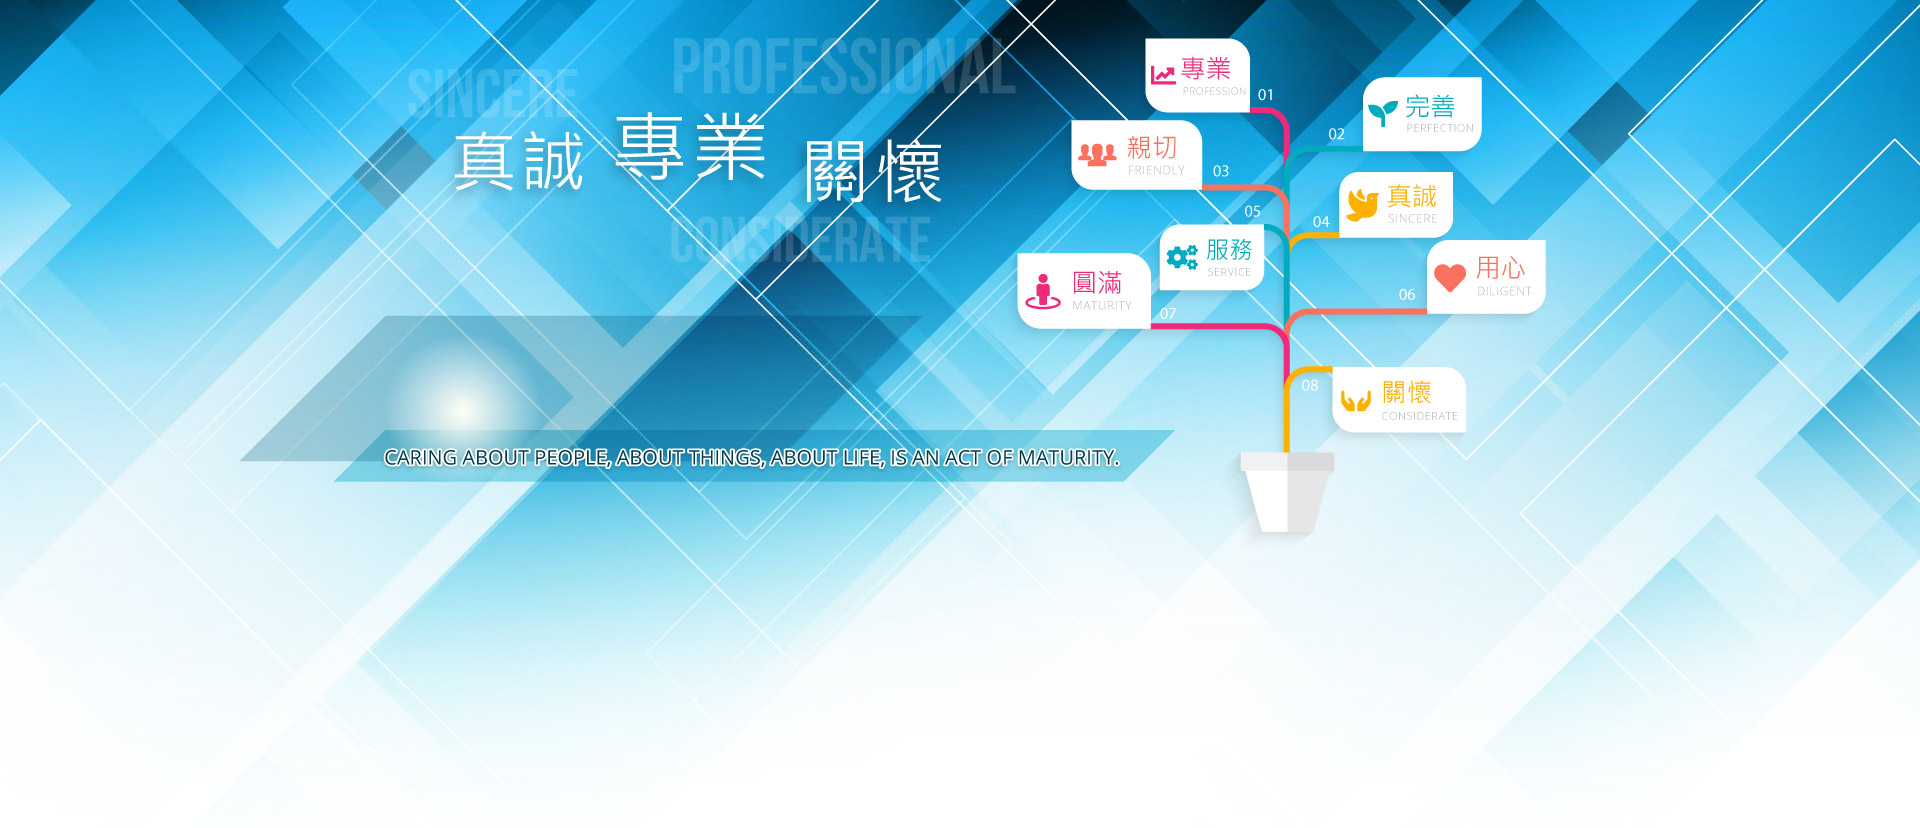 SINCERE
PROFESSIONAL
真誠 專業 關懷
CONSIDERATE
CARING ABOUT PEOPLE, ABOUT THINGS, ABOUT LIFE, IS AN ACT OF MATURITY.
專業
PROFESSION
01
完善
PERFECTION
02
親切
FRIENDLY
03
真誠
SINCERE
04
服務
SERVICE
05
用心
DILIGENT
06
圓滿
MATURITY
07
關懷
CONSIDERATE
08